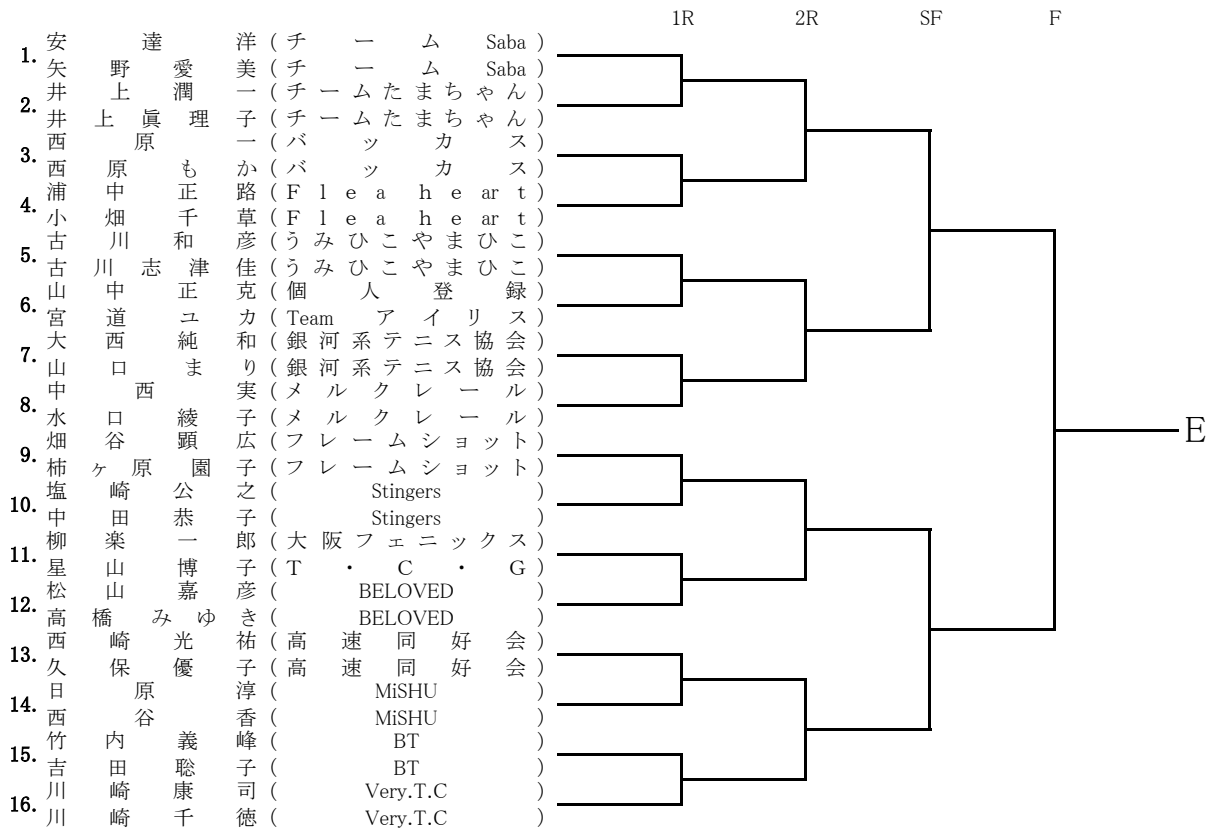 1R 2R SF F
1. 安達洋 (チームSaba)
矢野愛美 (チームSaba)
2. 井上潤一 (チームたまちゃん)
井上眞理子 (チームたまちゃん)
3. 西原一 (バッカス)
西原もか (バッカス)
4. 浦中正路 (Flea heart)
小畑千草 (Flea heart)
5. 古川和彦 (うみひこやまひこ)
古川志津佳 (うみひこやまひこ)
6. 山中正克 (個人登録)
宮道ユカ (Team アイリス)
7. 大西純和 (銀河系テニス協会)
山口まり (銀河系テニス協会)
8. 中西実 (メルクレール)
水口綾子 (メルクレール)
E
9. 畑谷顕広 (フレームショット)
柿ヶ原園子 (フレームショット)
10. 塩崎公之 (Stingers)
中田恭子 (Stingers)
11. 柳楽一郎 (大阪フェニックス)
星山博子 (T・C・G)
12. 松山嘉彦 (BELOVED)
高橋みゆき (BELOVED)
13. 西崎光祐 (高速同好会)
久保優子 (高速同好会)
14. 日原淳 (MiSHU)
西谷香 (MiSHU)
15. 竹内義峰 (BT)
吉田聡子 (BT)
16. 川崎康司 (Very.T.C)
川崎千徳 (Very.T.C)